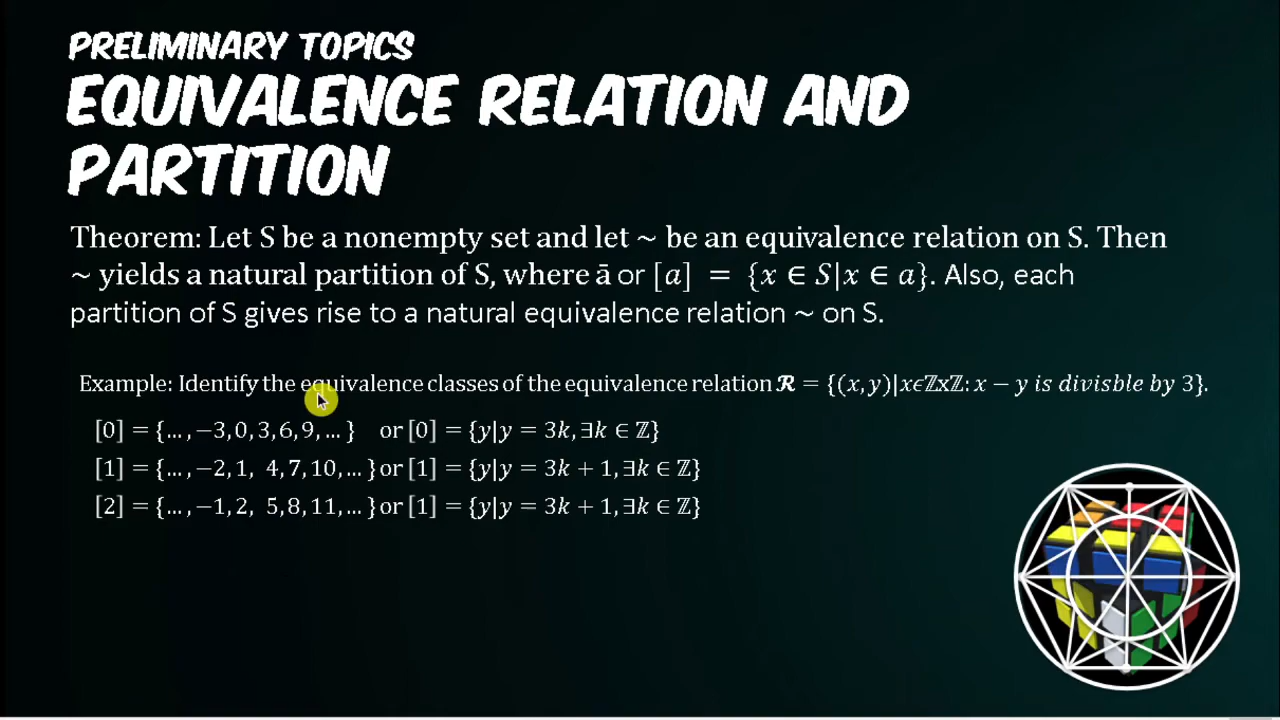 PRELIMINARY TOPICS
EQUIVALENCE RELATION AND
PARTITION
Theorem: Let S be a nonempty set and let ~ be an equivalence relation on S. Then
~ yields a natural partition of S, where ā or [a] = {x ∈ S|x ∈ a}. Also, each
partition of S gives rise to a natural equivalence relation ~ on S.
Example: Identify the equivalence classes of the equivalence relation 𝓡 = {(x, y)|xϵℤxℤ: x − y is divisble by 3}.
[0] = {… , −3, 0, 3, 6, 9, … } or [0] = {y|y = 3k, ∃k ∈ ℤ}
[1] = {… , −2, 1, 4, 7, 10, … } or [1] = {y|y = 3k + 1, ∃k ∈ ℤ}
[2] = {… , −1, 2, 5, 8, 11, … } or [1] = {y|y = 3k + 1, ∃k ∈ ℤ}